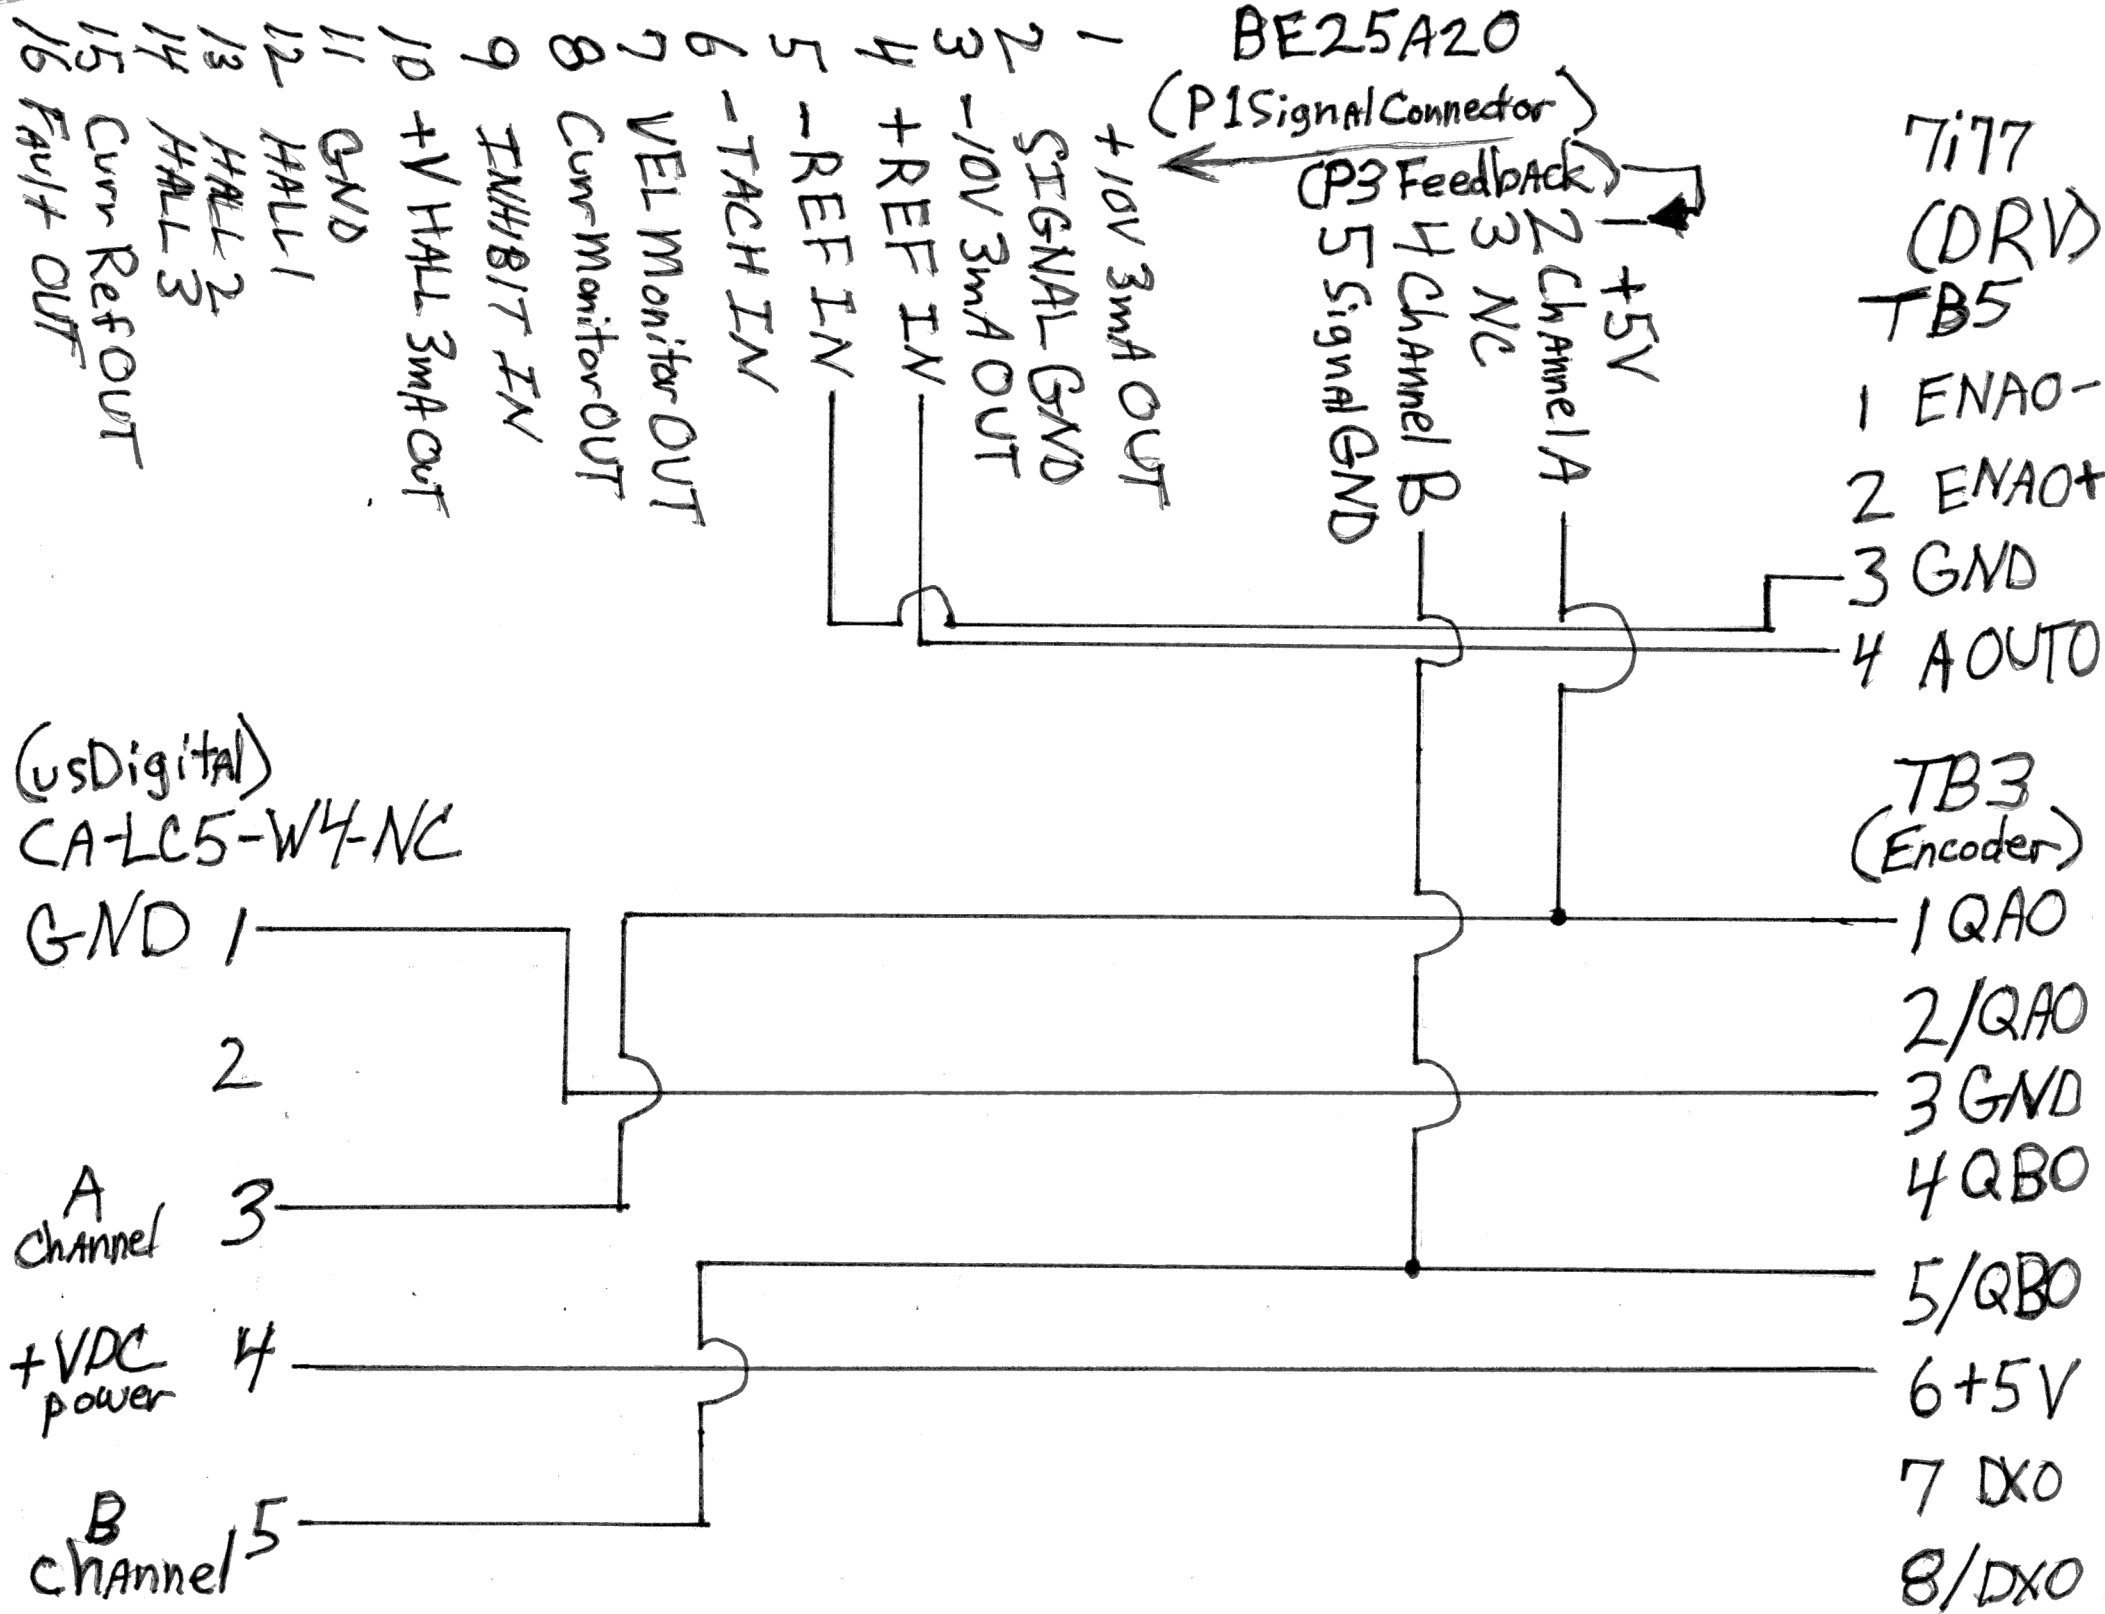 BE25A20
(P1SignalConnector)
(P3 Feedback)
1 +10V 3mA OUT
2 SIGNAL GND
3 -10V 3mA OUT
4 +REF IN
5 -REF IN
6 -TACH IN
7 VEL Monitor OUT
8 Curr Monitor OUT
9 INHIBIT IN
10 +V HALL 3mA OUT
11 GND
12 HALL 1
13 HALL 2
14 HALL 3
15 Curr Ref OUT
16 Fault OUT
1 +5V
2 Channel A
3 NC
4 Channel B
5 Signal GND
7i77
(DRV)
TB5
1 ENA0-
2 ENA0+
3 GND
4 AOUT0
TB3
(Encoder)
1 QA0
2 /QA0
3 GND
4 QB0
5 /QB0
6 +5V
7 DX0
8 /DX0
(usDigital)
CA-LC5-W4-NC
GND 1
2
A
Channel 3
+VDC 4
power
B
Channel 5